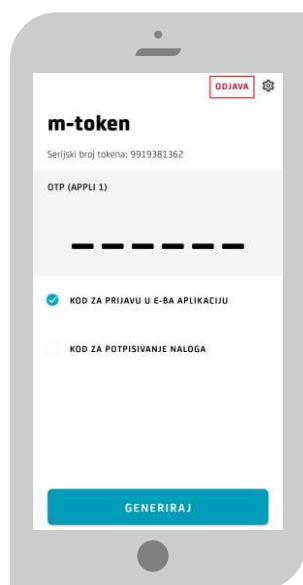 ODJAVA
m-token
Serijski broj tokena: 9919381362
OTP (APPLI 1)
KOD ZA PRIJAVU U E-BA APLIKACIJU
KOD ZA POTPISIVANJE NALOGA
GENERIRAJ